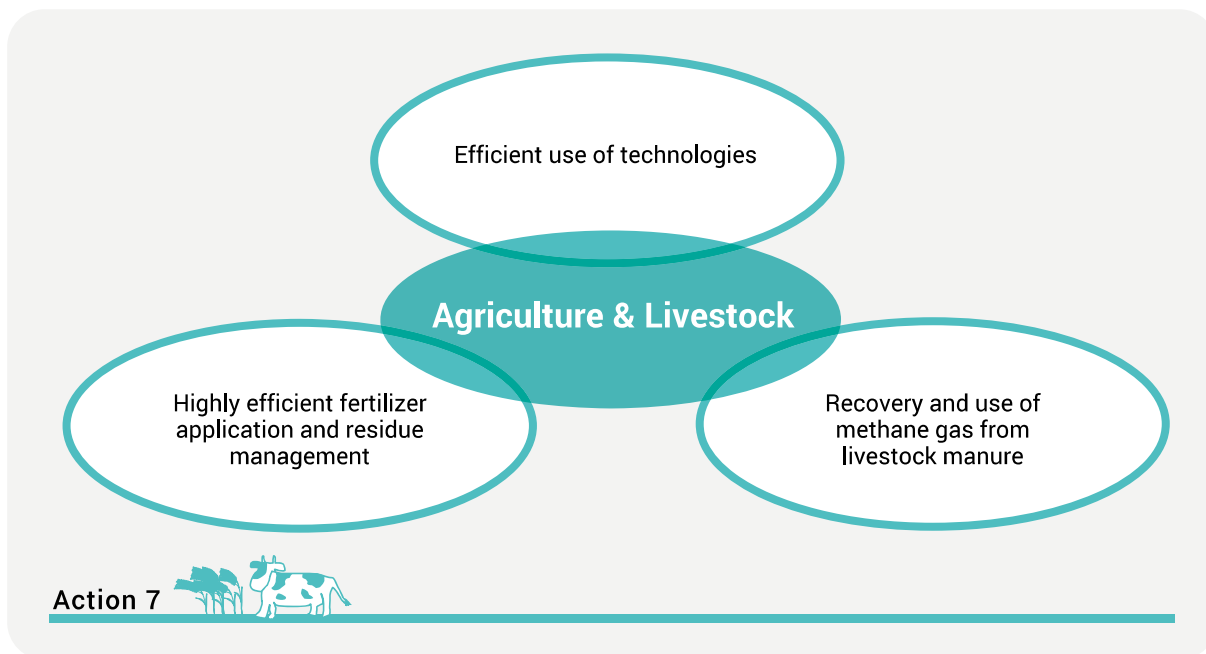 Efficient use of technologies
Agriculture & Livestock
Highly efficient fertilizer
application and residue
management
Recovery and use of
methane gas from
livestock manure
Action 7